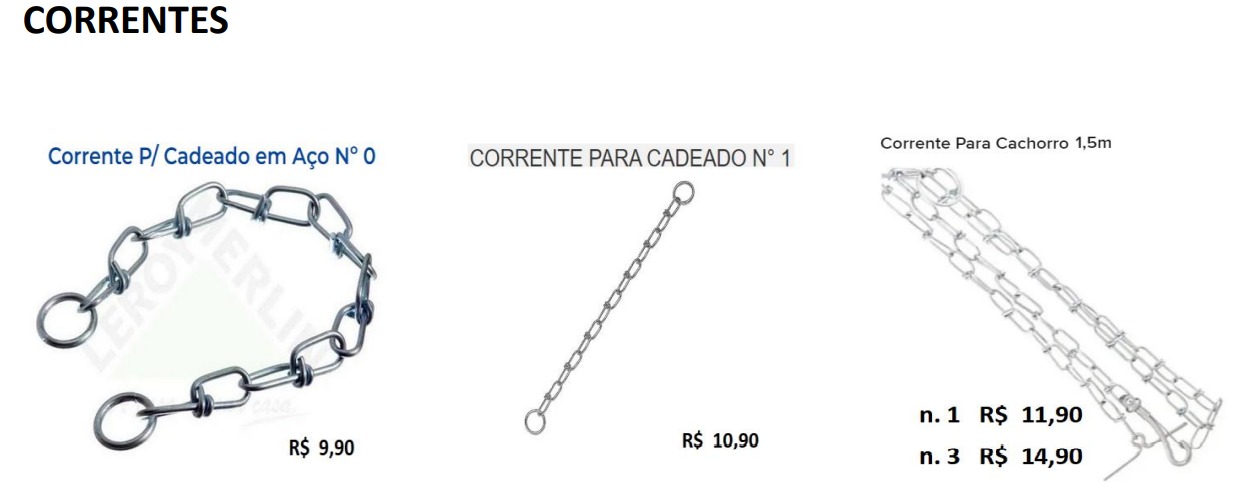 CORRENTES
Corrente P/ Cadeado em Aço N° 0
CORRENTE PARA CADEADO N° 1
Corrente Para Cachorro 1,5m
LEROY MERLIN
casa.
R$ 9,90
R$ 10,90
n. 1 R$ 11,90
n. 3 R$ 14,90